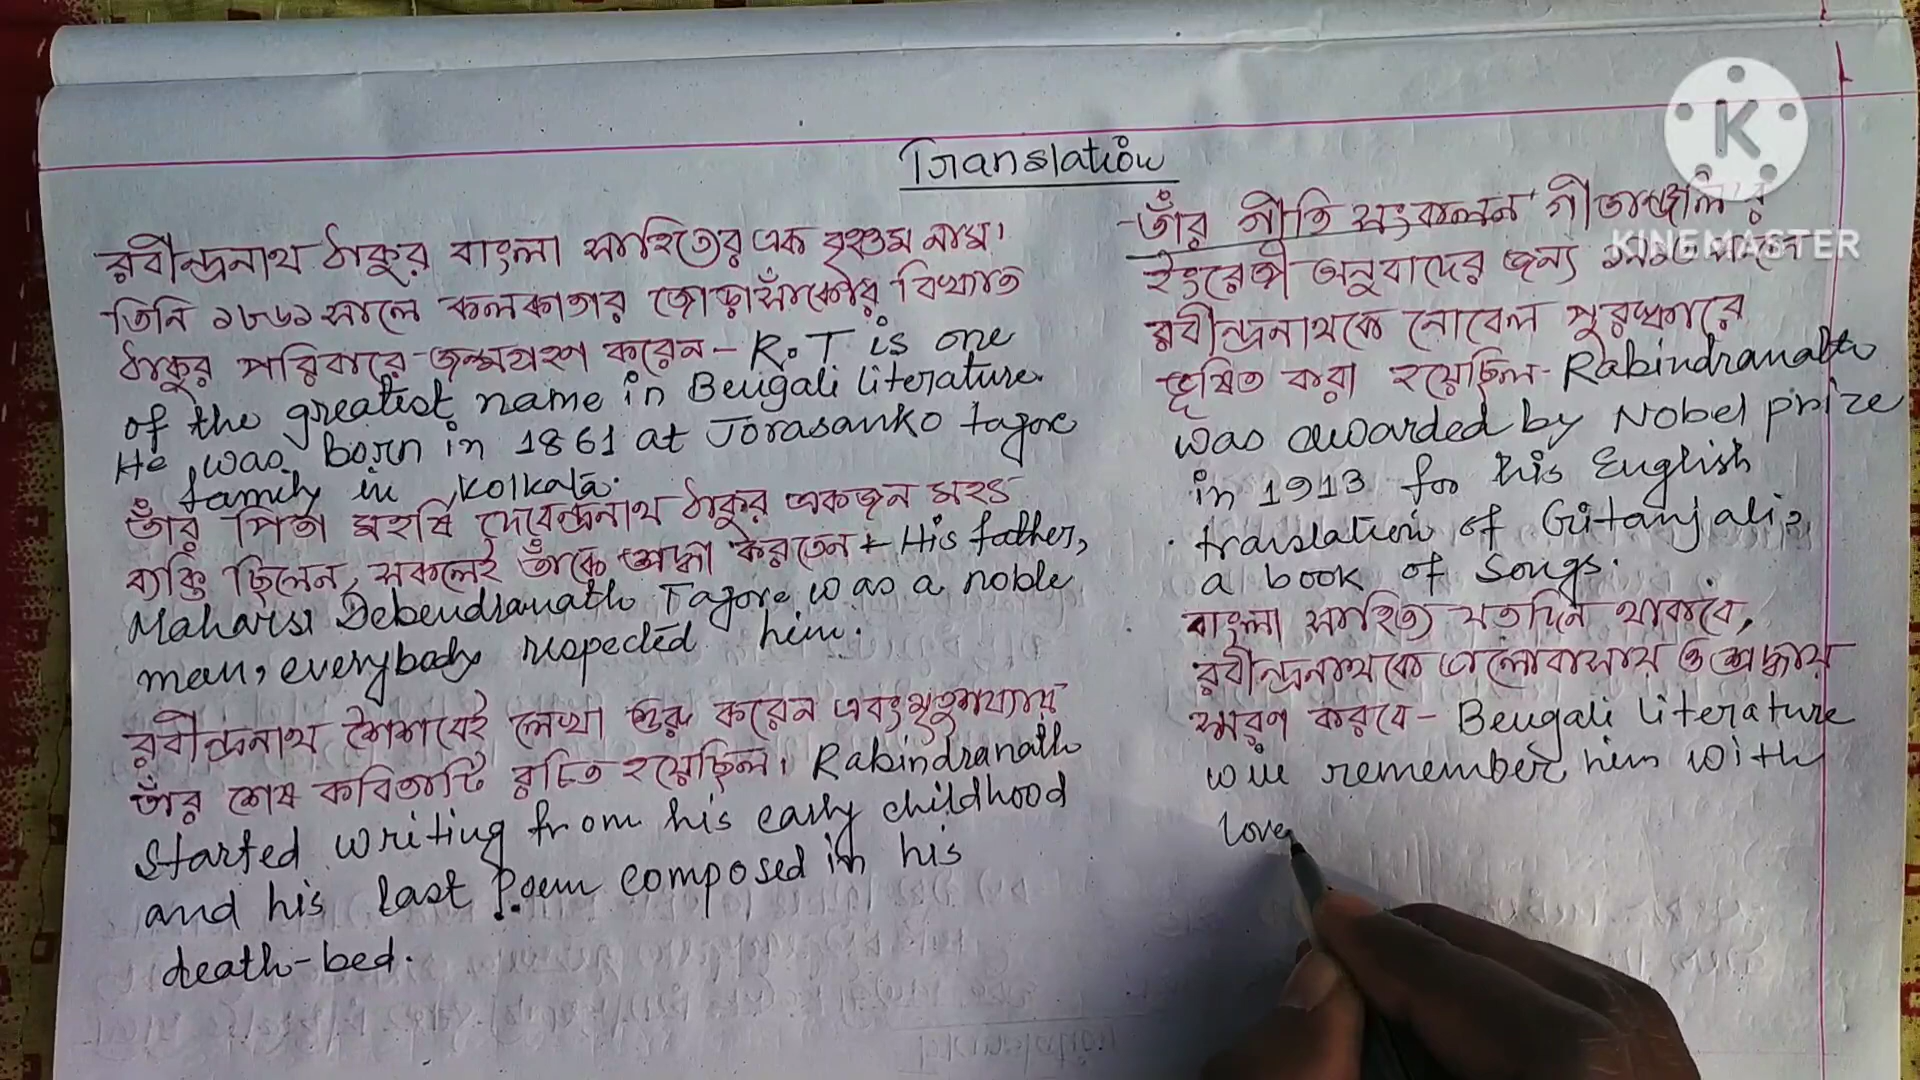 Translation
রবীন্দ্রনাথ ঠাকুর বাংলা সাহিত্যের এক বৃহত্তম নাম।
তিনি ১৮৬১ সালে কলকাতার জোড়াসাঁকোর বিখ্যাত
ঠাকুর পরিবারে জন্মগ্রহণ করেন - R.T is one
of the greatest name in Bengali literature.
He, was born in 1861 at Jorasanko tagore
family in Kolkata.
তাঁর পিতা মহর্ষি দেবেন্দ্রনাথ ঠাকুর একজন মহৎ
ব্যক্তি ছিলেন, সকলেই তাঁকে শ্রদ্ধা করতেন - His father,
Maharsi Debendranath Tagore was a noble
man, everybody respected him.
রবীন্দ্রনাথ শৈশবেই লেখা শুরু করেন এবং মৃত্যুশয্যায়
তাঁর শেষ কবিতাটি রচিত হয়েছিল। Rabindranath
started writing from his early childhood
and his last Poem composed in his
death-bed.
তাঁর গীতি সংকলন গীতাঞ্জলি'র
ইংরেজী অনুবাদের জন্য ১৯১৩ সালে
রবীন্দ্রনাথকে নোবেল পুরস্কারে
ভূষিত করা হয়েছিল - Rabindranath
was awarded by Nobel prize
in 1913 for his English
translation of Gitanjali,
a book of songs.
বাংলা সাহিত্য যতদিন থাকবে,
রবীন্দ্রনাথকে ভালোবাসায় ও শ্রদ্ধায়
স্মরণ করবে - Bengali literature
will remember him with
love
K
KINEMASTER